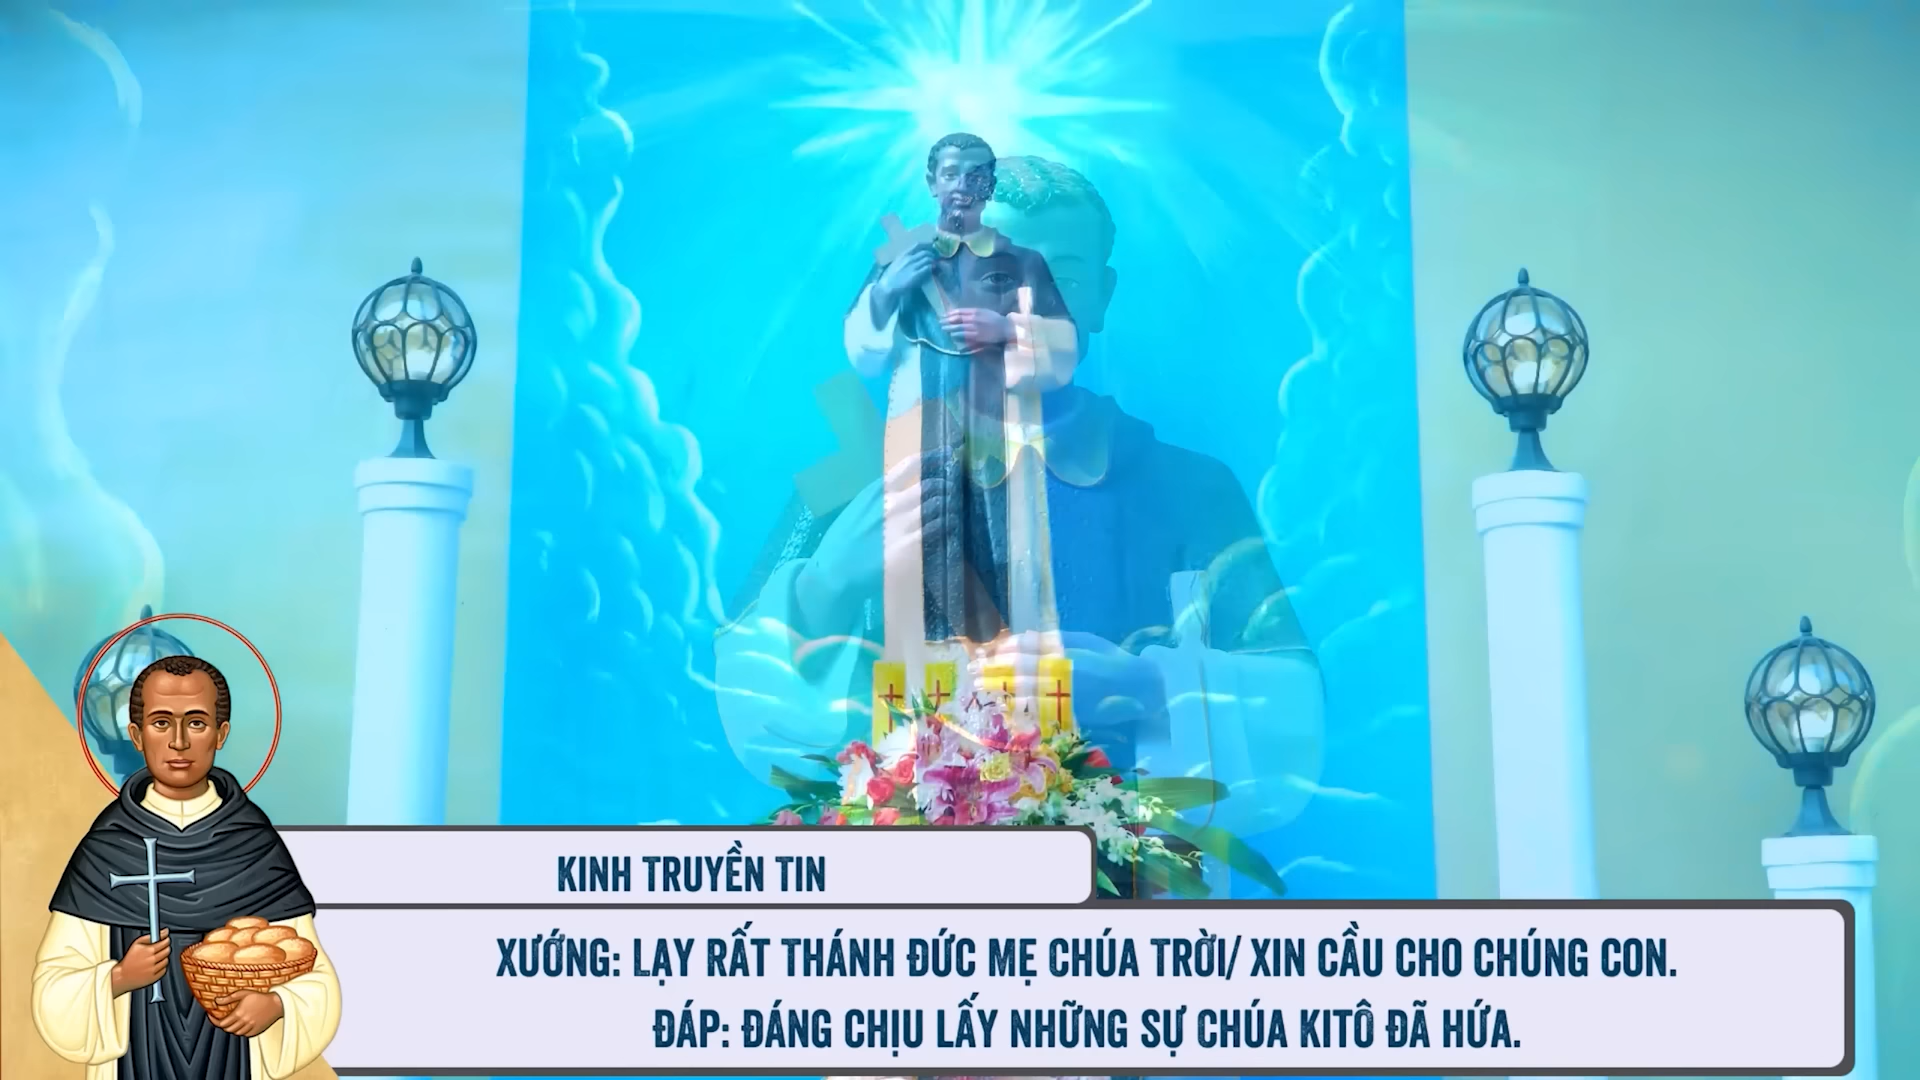 KINH TRUYỀN TIN
XƯỚNG: LẠY RẤT THÁNH ĐỨC MẸ CHÚA TRỜI/ XIN CẦU CHO CHÚNG CON.
ĐÁP: ĐÁNG CHỊU LẤY NHỮNG SỰ CHÚA KITÔ ĐÃ HỨA.